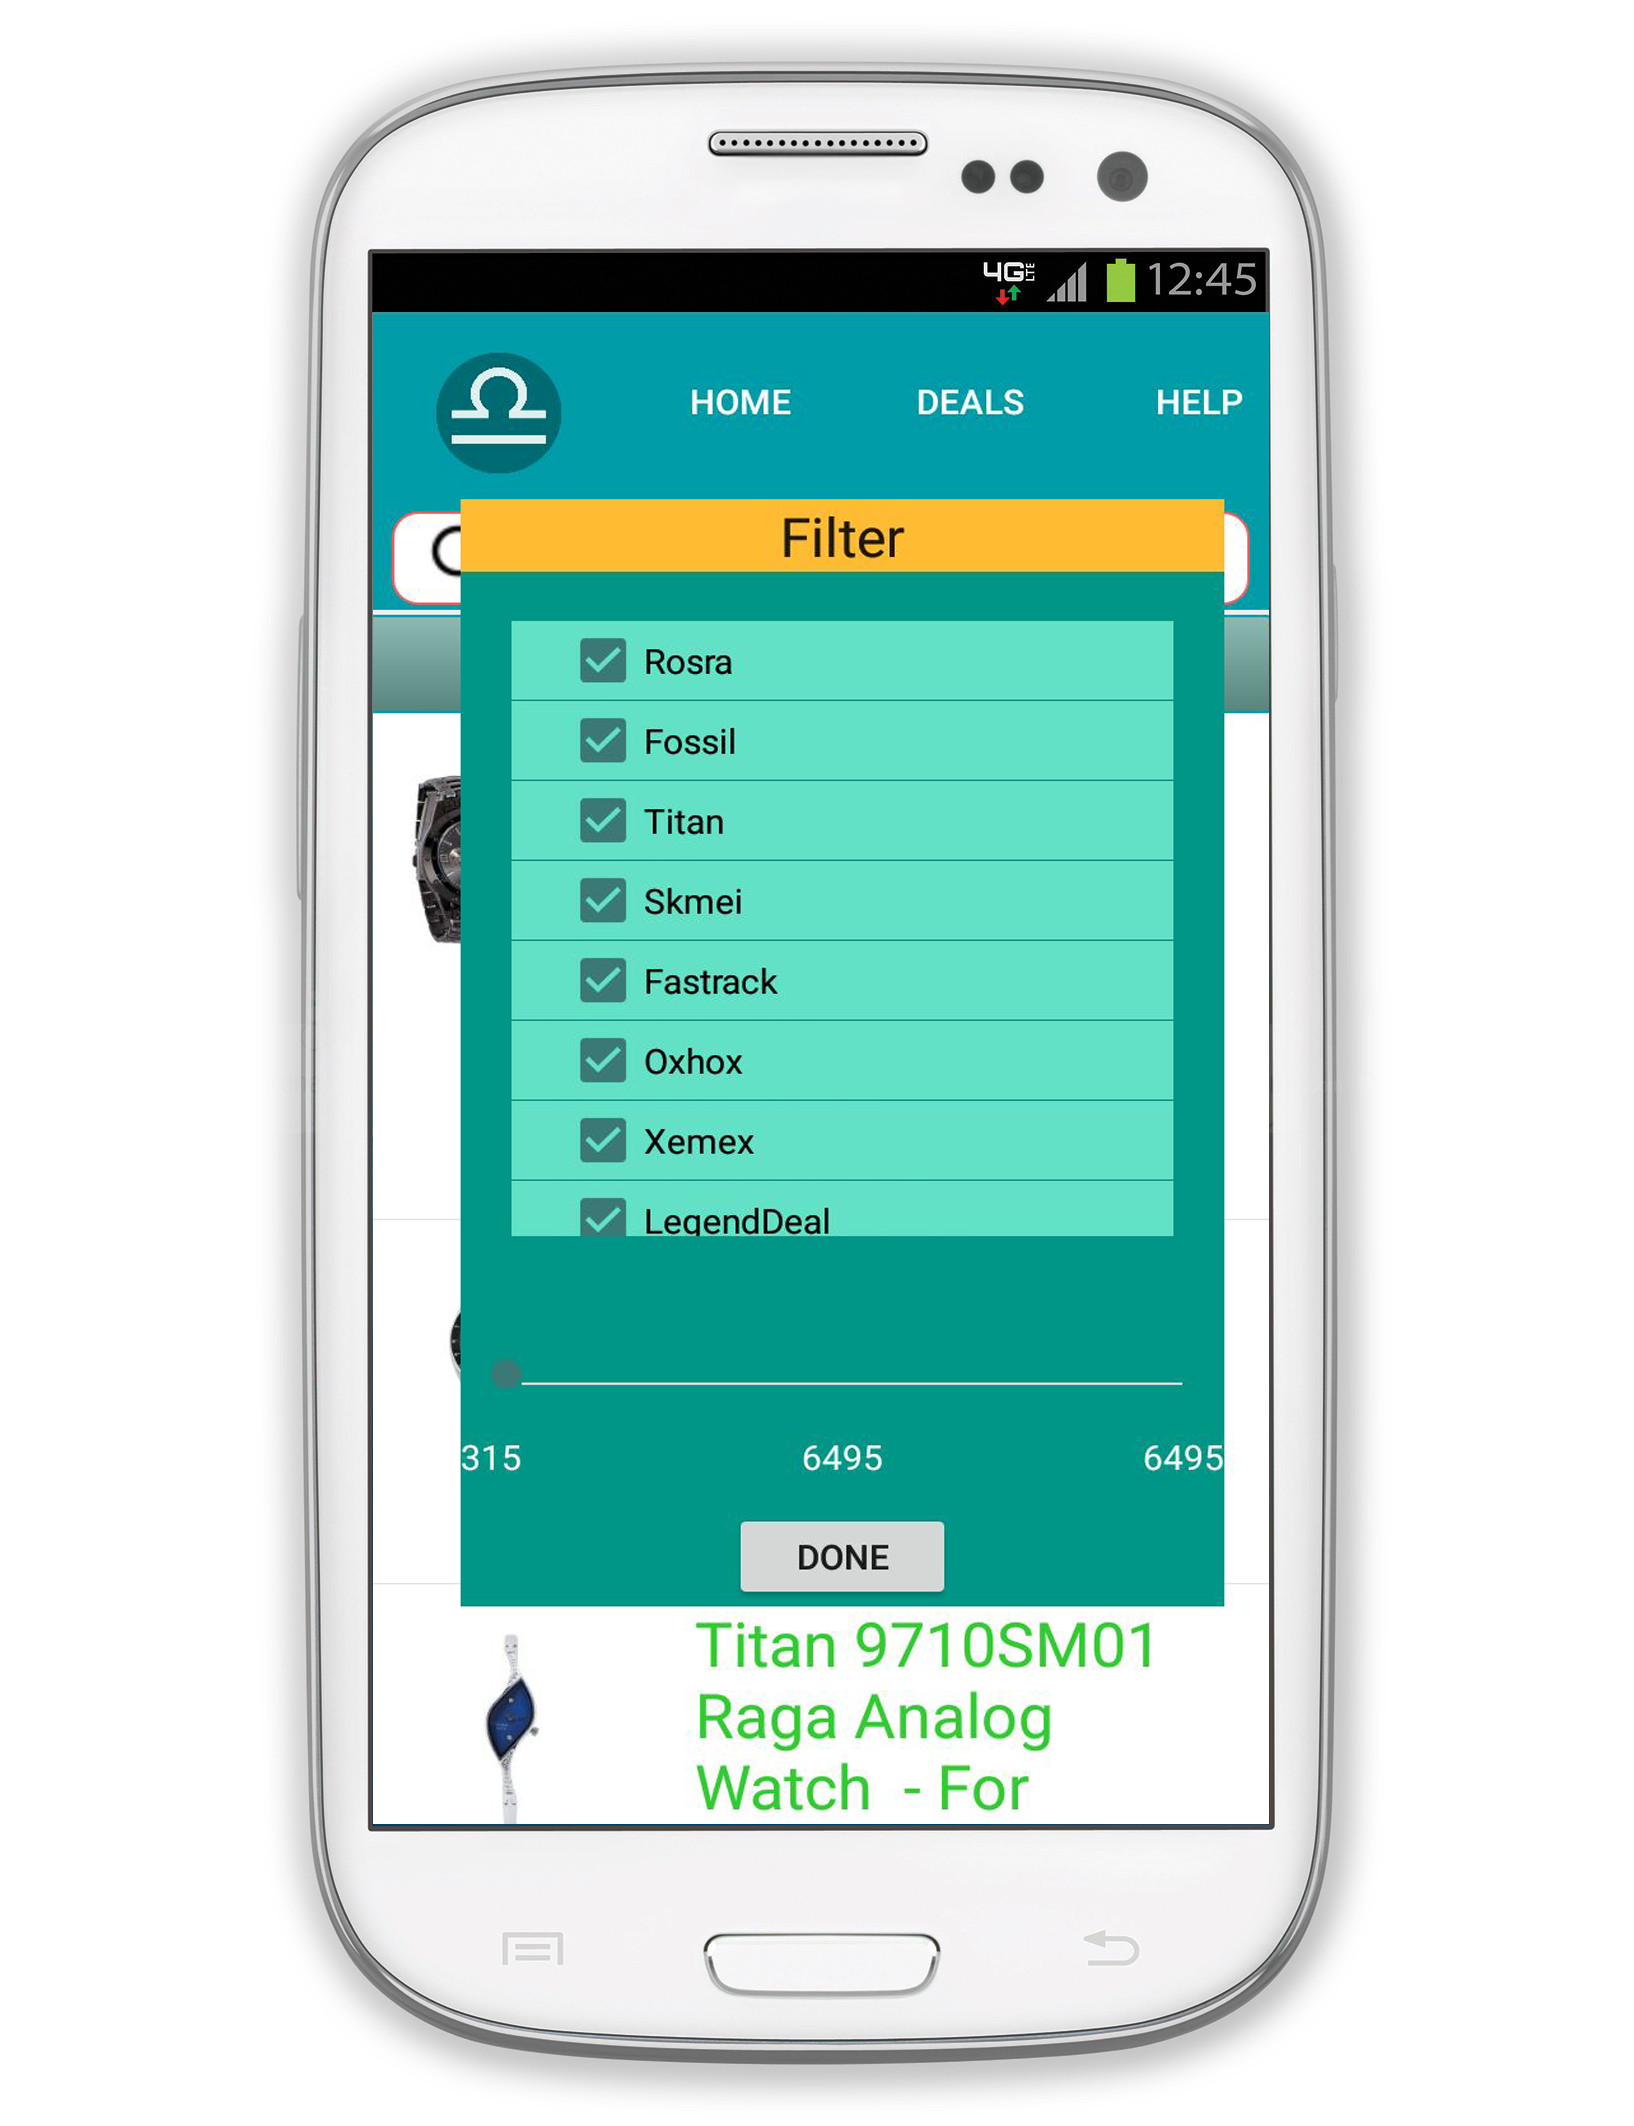 4G LTE 12:45
HOME DEALS HELP
Filter
Rosra
Fossil
Titan
Skmei
Fastrack
Oxhox
Xemex
LegendDeal
315 6495 6495
DONE
Titan 9710SM01
Raga Analog
Watch - For